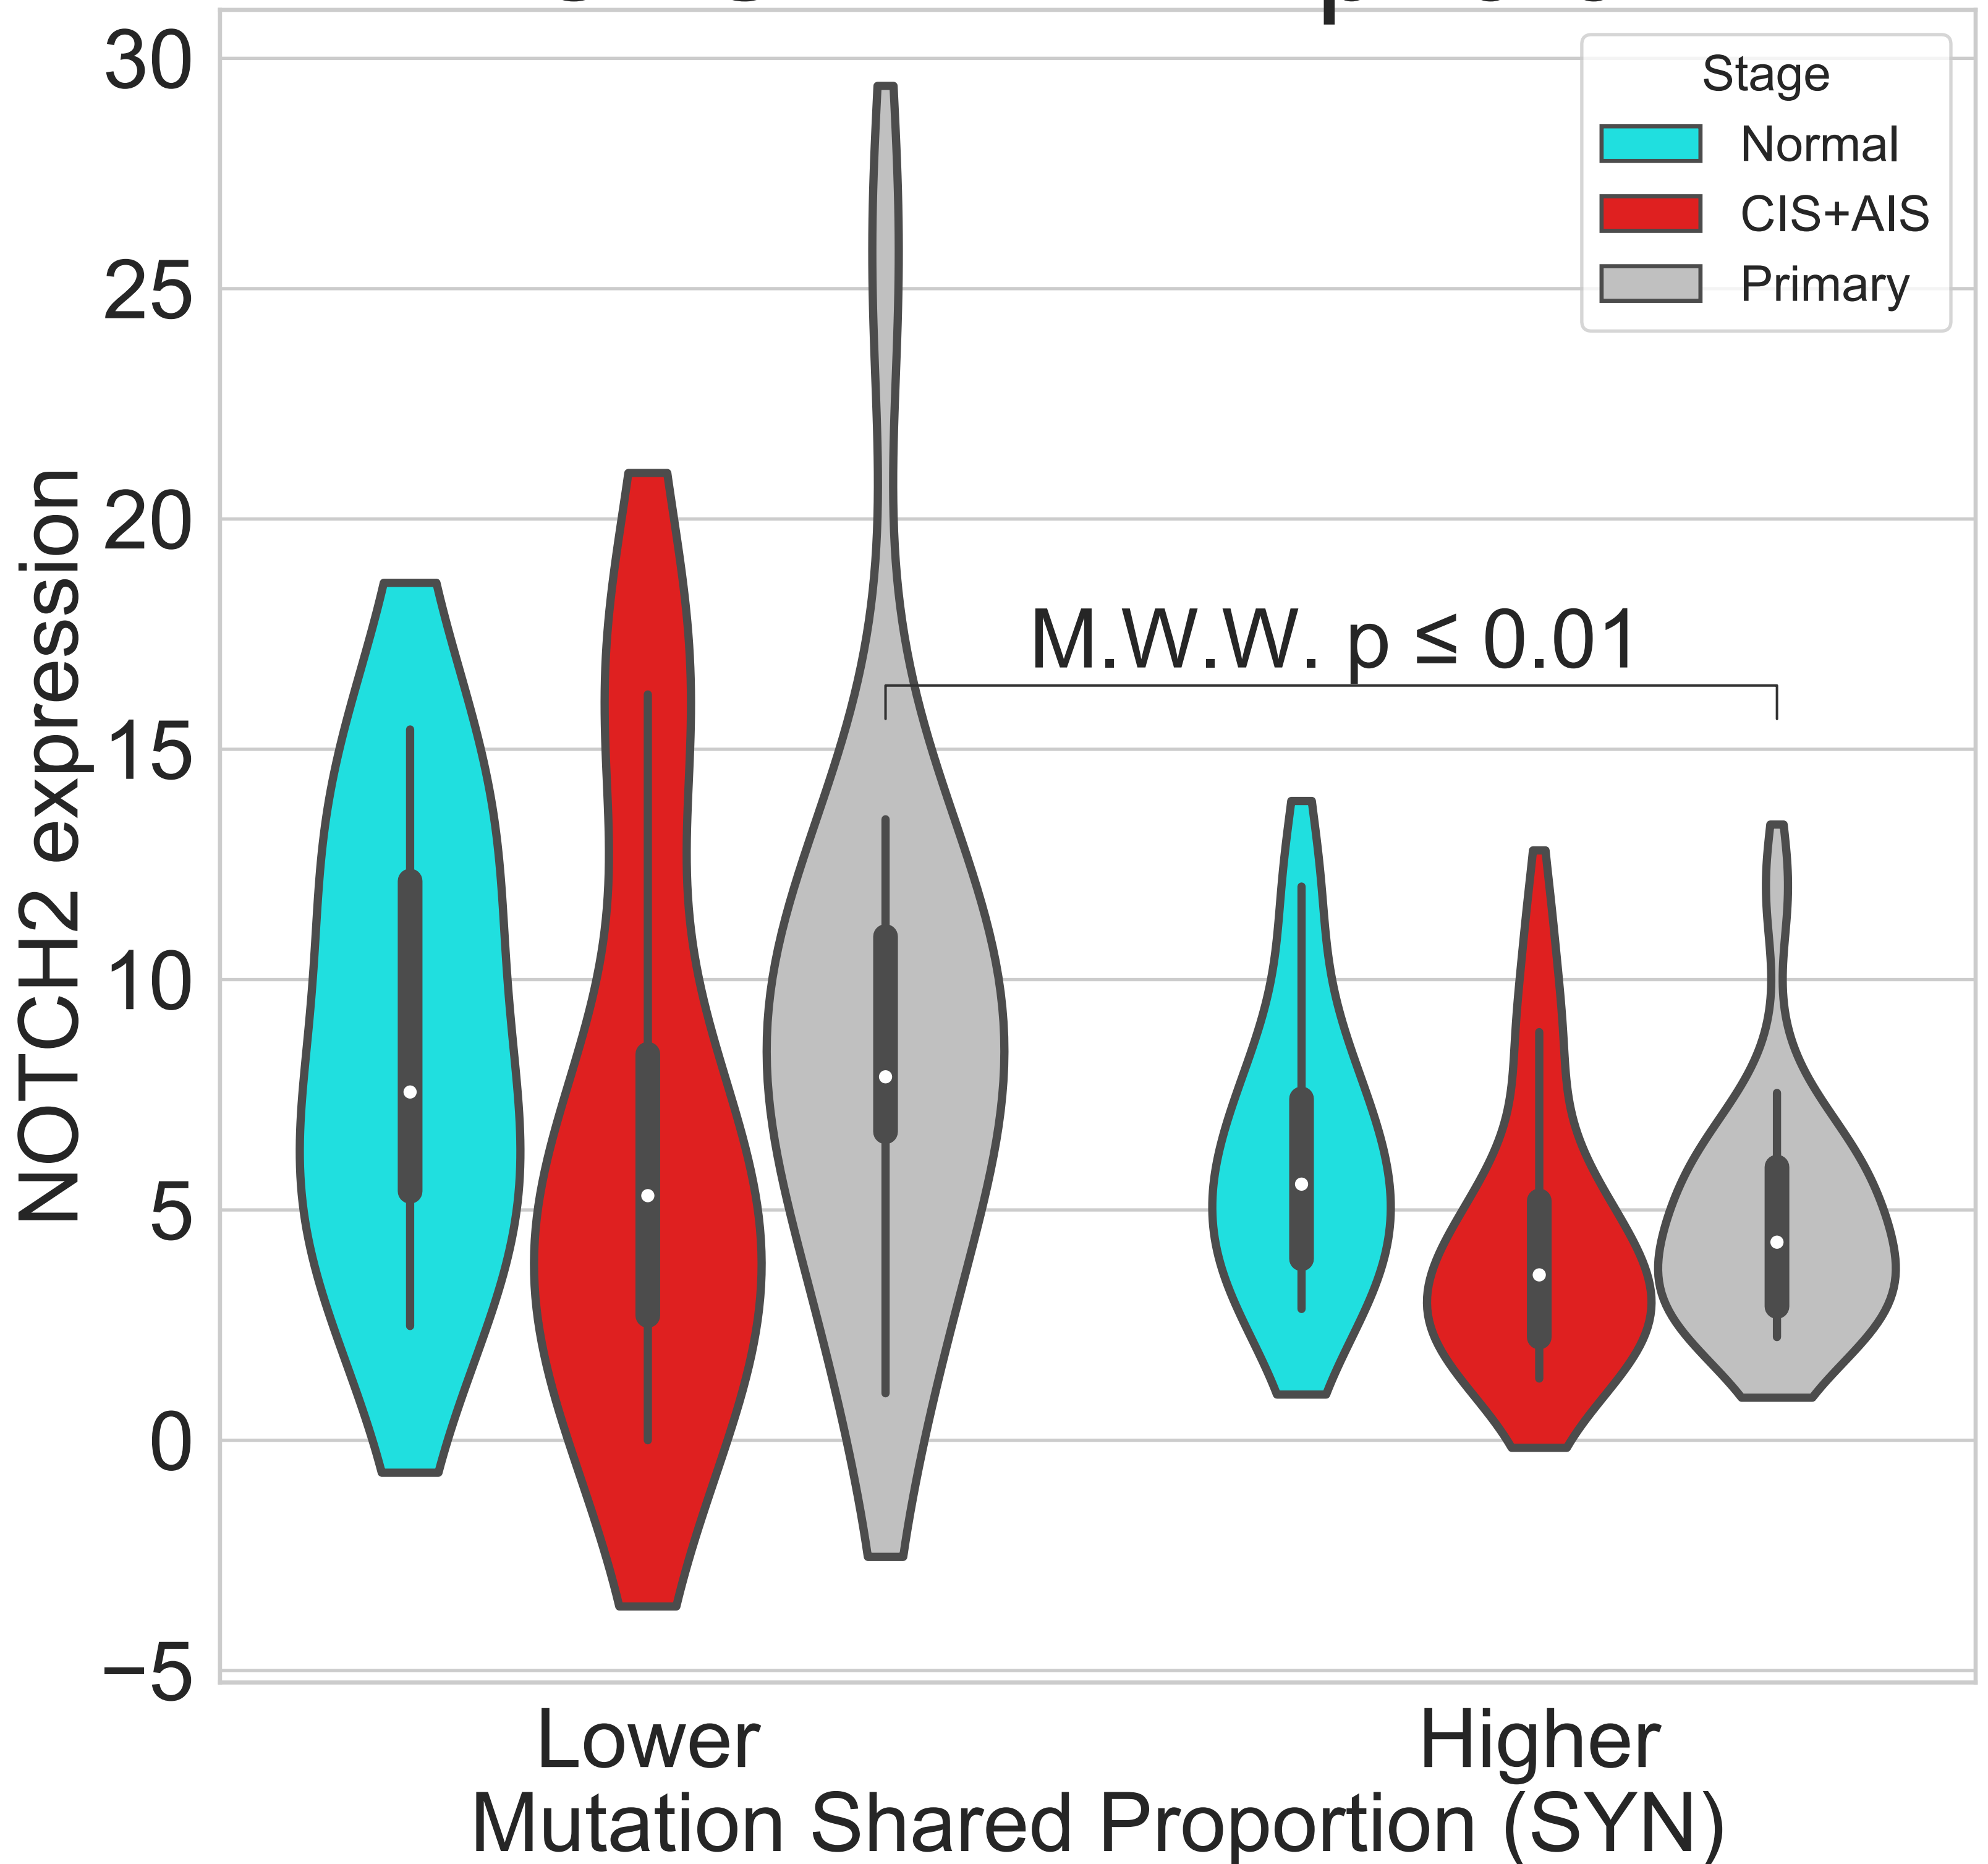 30
25
20
15
10
5
0
−5
NOTCH2 expression
Stage
Normal
CIS+AIS
Primary
M.W.W. p ≤ 0.01
Lower
Higher
Mutation Shared Proportion (SYN)